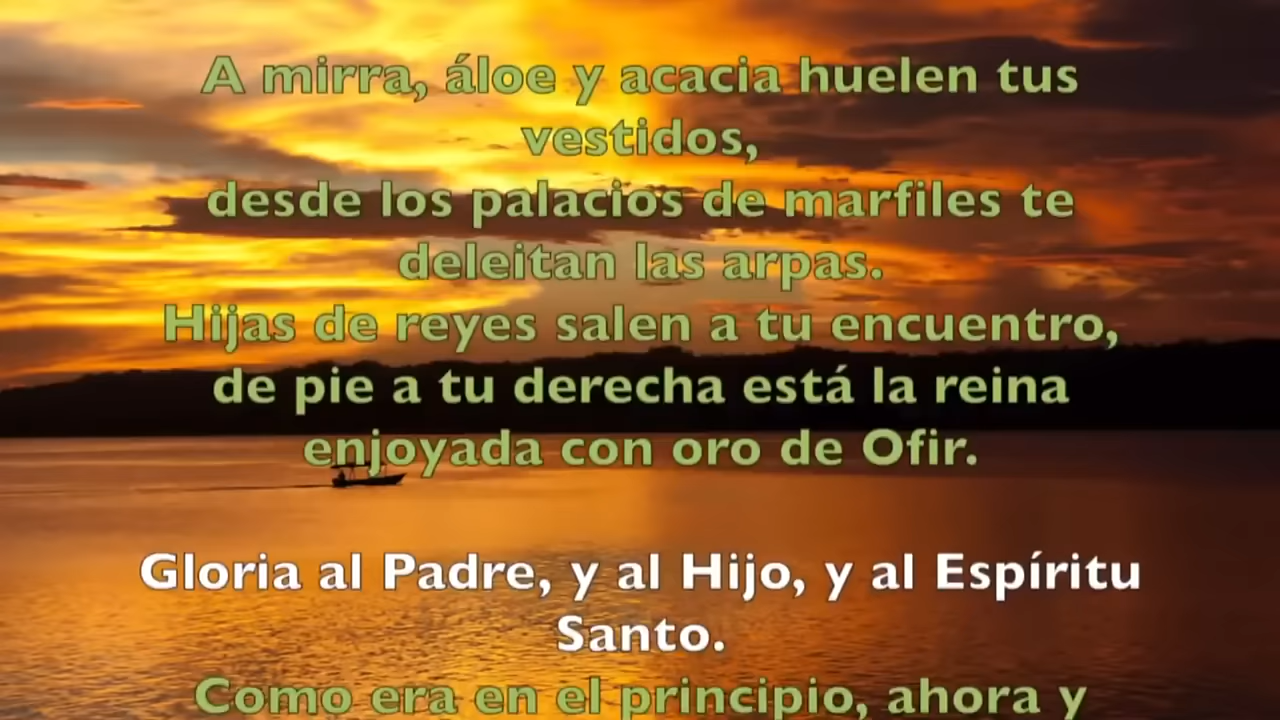 A mirra, áloe y acacia huelen tus
vestidos,
desde los palacios de marfiles te
deleitan las arpas.
Hijas de reyes salen a tu encuentro,
de pie a tu derecha está la reina
enjoyada con oro de Ofir.
Gloria al Padre, y al Hijo, y al Espíritu
Santo.
Como era en el principio, ahora y